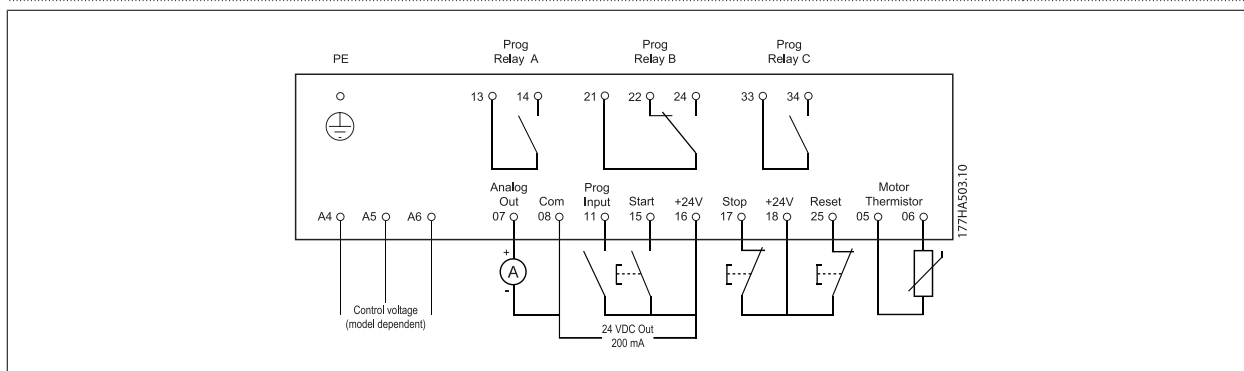 PE
Prog
Relay A
Prog
Relay B
Prog
Relay C
13 14 21 22 24 33 34
Analog
Out
07
Com
08
Prog
Input
11
Start
15
+24V
16
Stop
17
+24V
18
Reset
25
Motor
Thermistor
05 06
A4 A5 A6
+
A
-
Control voltage
(model dependent)
24 VDC Out
200 mA
177HA503.10